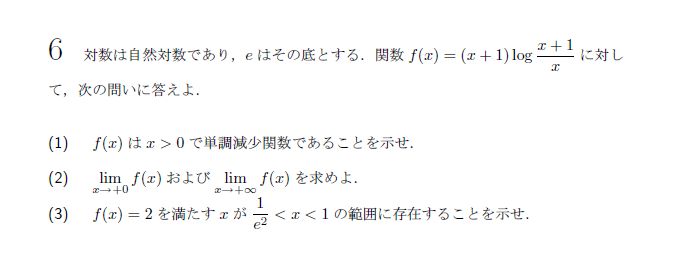 6 対数は自然対数であり，e はその底とする．関数 f(x) = (x + 1) log \frac{x + 1}{x} に対し
て，次の問いに答えよ．
(1) f(x) は x > 0 で単調減少関数であることを示せ．
(2) \lim_{x→+0} f(x) および \lim_{x→+∞} f(x) を求めよ．
(3) f(x) = 2 を満たす x が \frac{1}{e^2} < x < 1 の範囲に存在することを示せ．